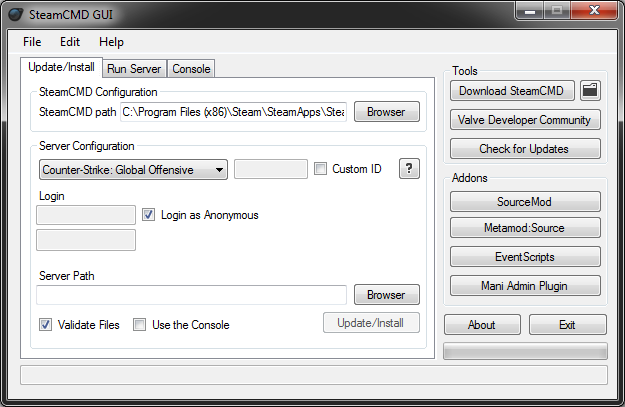 SteamCMD GUI
File Edit Help
Update/Install Run Server Console
SteamCMD Configuration
SteamCMD path C:\Program Files (x86)\Steam\SteamApps\Stea Browser
Server Configuration
Counter-Strike: Global Offensive Custom ID ?
Login
Login as Anonymous
Server Path
Browser
Validate Files Use the Console Update/Install
Tools
Download SteamCMD
Valve Developer Community
Check for Updates
Addons
SourceMod
Metamod:Source
EventScripts
Mani Admin Plugin
About Exit